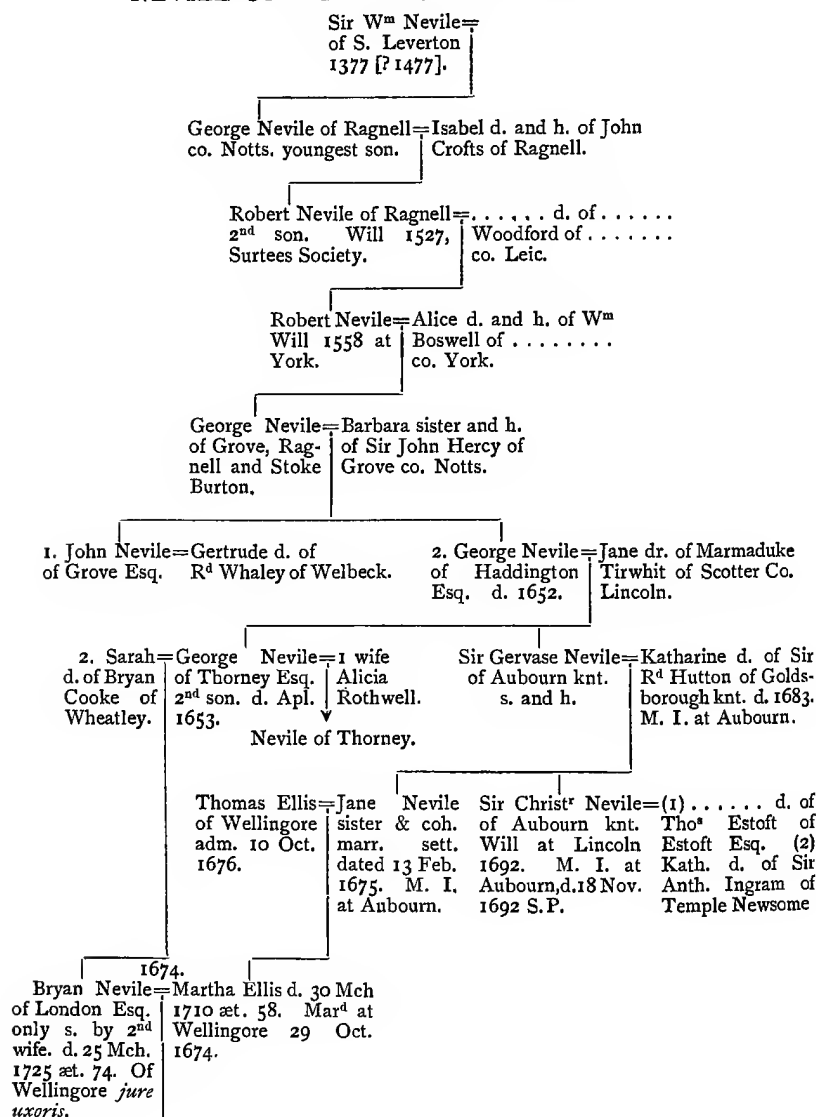 Sir Wᵐ Nevile=
of S. Leverton
1377 [? 1477].
George Nevile of Ragnell=Isabel d. and h. of John
co. Notts. youngest son. Crofts of Ragnell.
Robert Nevile of Ragnell=. . . . . . d. of . . . . . .
2ⁿᵈ son. Will 1527, Woodford of . . . . . . .
Surtees Society. co. Leic.
Robert Nevile=Alice d. and h. of Wᵐ
Will 1558 at Boswell of . . . . . . . .
York. co. York.
George Nevile=Barbara sister and h.
of Grove, Rag- of Sir John Hercy of
nell and Stoke Grove co. Notts.
Burton.
1. John Nevile=Gertrude d. of
of Grove Esq. Rᵈ Whaley of Welbeck.
2. George Nevile=Jane dr. of Marmaduke
of Haddington Tirwhit of Scotter Co.
Esq. d. 1652. Lincoln.
2. Sarah=George Nevile=1 wife
d. of Bryan of Thorney Esq. Alicia
Cooke of 2ⁿᵈ son. d. Apl. Rothwell.
Wheatley. 1653.
Nevile of Thorney.
Sir Gervase Nevile=Katharine d. of Sir
of Aubourn knt. Rᵈ Hutton of Golds-
s. and h. borough knt. d. 1683.
M. I. at Aubourn.
Thomas Ellis=Jane Nevile
of Wellingore sister & coh.
adm. 10 Oct. marr. sett.
1676. dated 13 Feb.
1675. M. I.
at Aubourn.
Sir Christʳ Nevile=(1) . . . . . . d. of
of Aubourn knt. Thoˢ Estoft of
Will at Lincoln Estoft Esq. (2)
1692. M. I. at Kath. d. of Sir
Aubourn, d. 18 Nov. Anth. Ingram of
1692 S.P. Temple Newsome
1674.
Bryan Nevile=Martha Ellis d. 30 Mch
of London Esq. 1710 æt. 58. Marᵈ at
only s. by 2ⁿᵈ Wellingore 29 Oct.
wife. d. 25 Mch. 1674.
1725 æt. 74. Of
Wellingore jure
uxoris.